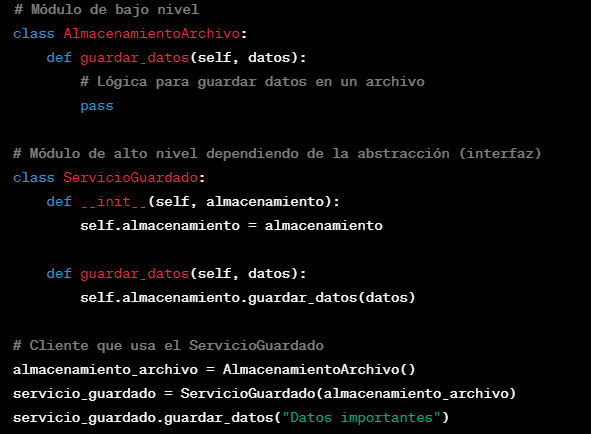 # Módulo de bajo nivel
class AlmacenamientoArchivo:
    def guardar_datos(self, datos):
        # Lógica para guardar datos en un archivo
        pass

# Módulo de alto nivel dependiendo de la abstracción (interfaz)
class ServicioGuardado:
    def __init__(self, almacenamiento):
        self.almacenamiento = almacenamiento

    def guardar_datos(self, datos):
        self.almacenamiento.guardar_datos(datos)

# Cliente que usa el ServicioGuardado
almacenamiento_archivo = AlmacenamientoArchivo()
servicio_guardado = ServicioGuardado(almacenamiento_archivo)
servicio_guardado.guardar_datos("Datos importantes")